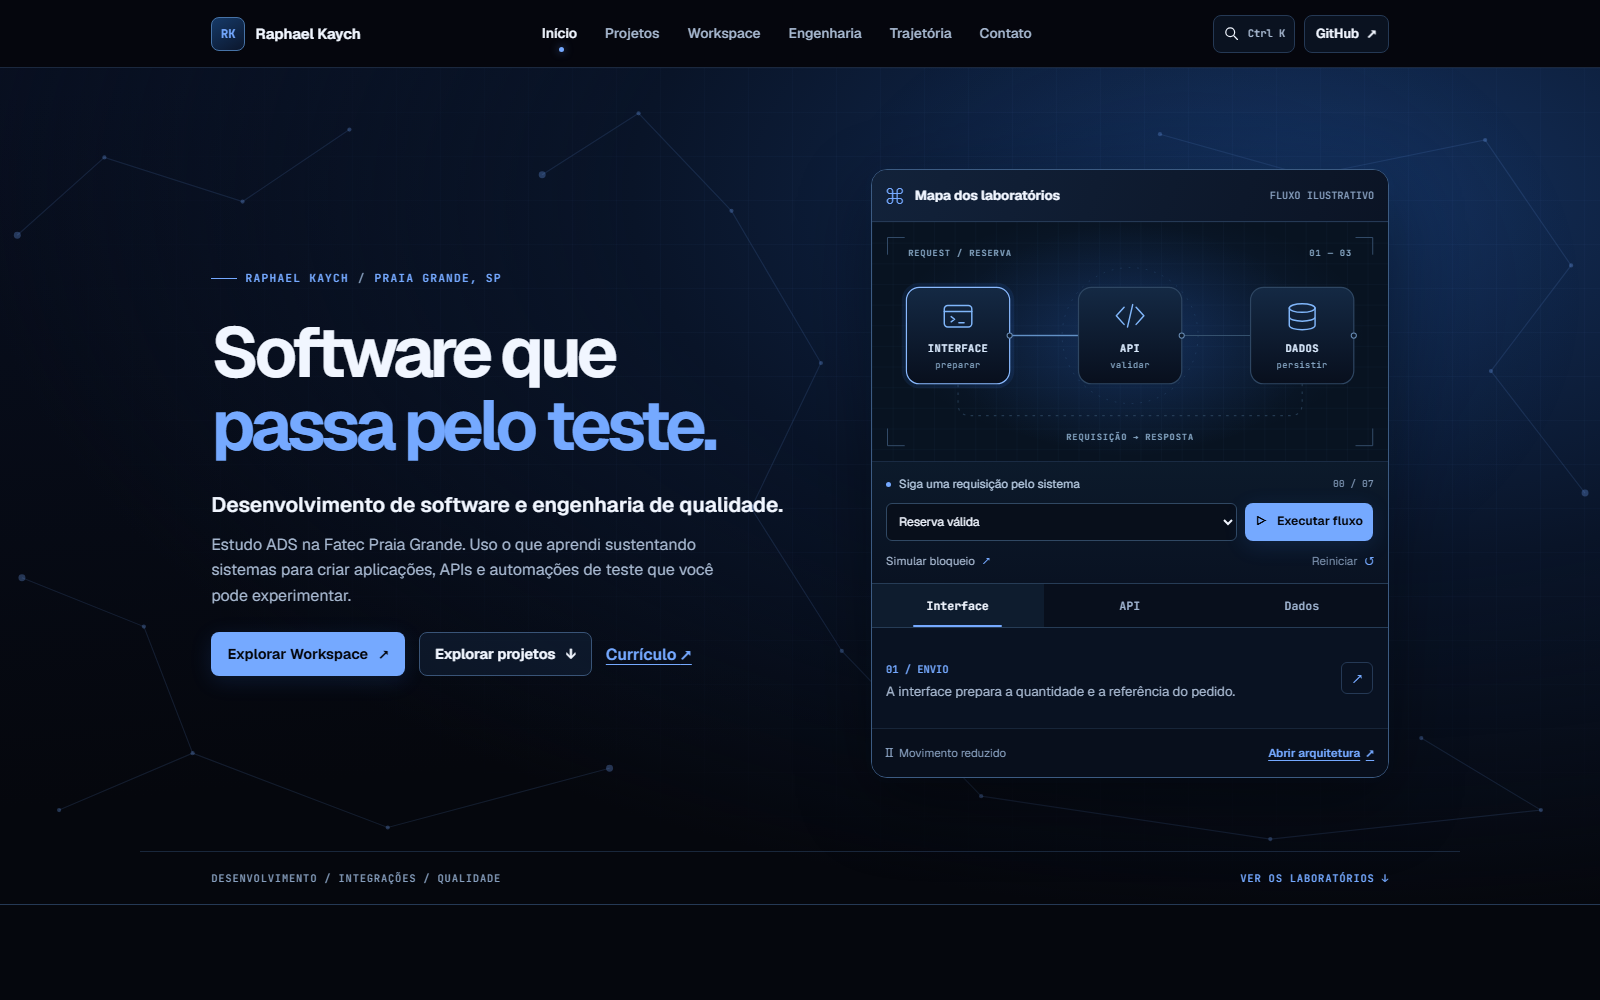 RK
Raphael Kaych
Início
Projetos
Workspace
Engenharia
Trajetória
Contato
Ctrl K
GitHub ↗
RAPHAEL KAYCH / PRAIA GRANDE, SP
Software que
passa pelo teste.
Desenvolvimento de software e engenharia de qualidade.
Estudo ADS na Fatec Praia Grande. Uso o que aprendi sustentando
sistemas para criar aplicações, APIs e automações de teste que você
pode experimentar.
Explorar Workspace ↗
Explorar projetos ↓
Currículo ↗
⌘ Mapa dos laboratórios
FLUXO ILUSTRATIVO
REQUEST / RESERVA
01 — 03
INTERFACE
preparar
API
validar
DADOS
persistir
REQUISIÇÃO → RESPOSTA
Siga uma requisição pelo sistema
00 / 07
Reserva válida
Executar fluxo
Simular bloqueio ↗
Reiniciar ↺
Interface
API
Dados
01 / ENVIO
A interface prepara a quantidade e a referência do pedido.
↗
Movimento reduzido
Abrir arquitetura ↗
DESENVOLVIMENTO / INTEGRAÇÕES / QUALIDADE
VER OS LABORATÓRIOS ↓